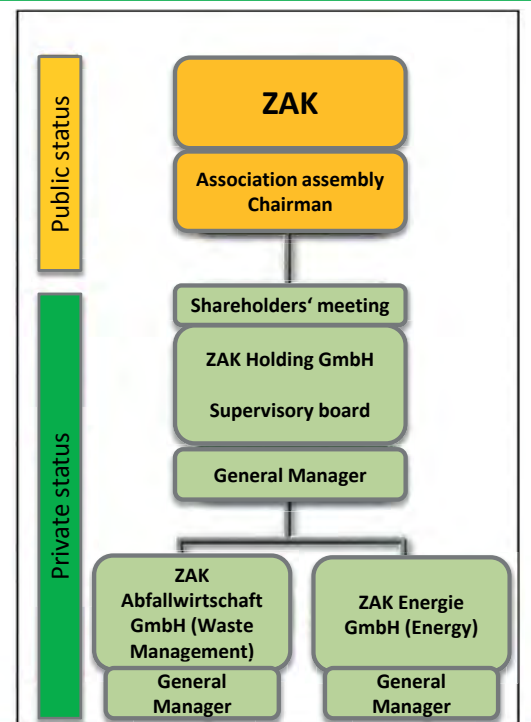 Public status
ZAK
Association assembly
Chairman
Private status
Shareholders‘ meeting
ZAK Holding GmbH
Supervisory board
General Manager
ZAK
Abfallwirtschaft
GmbH (Waste
Management)
General
Manager
ZAK Energie
GmbH (Energy)
General
Manager